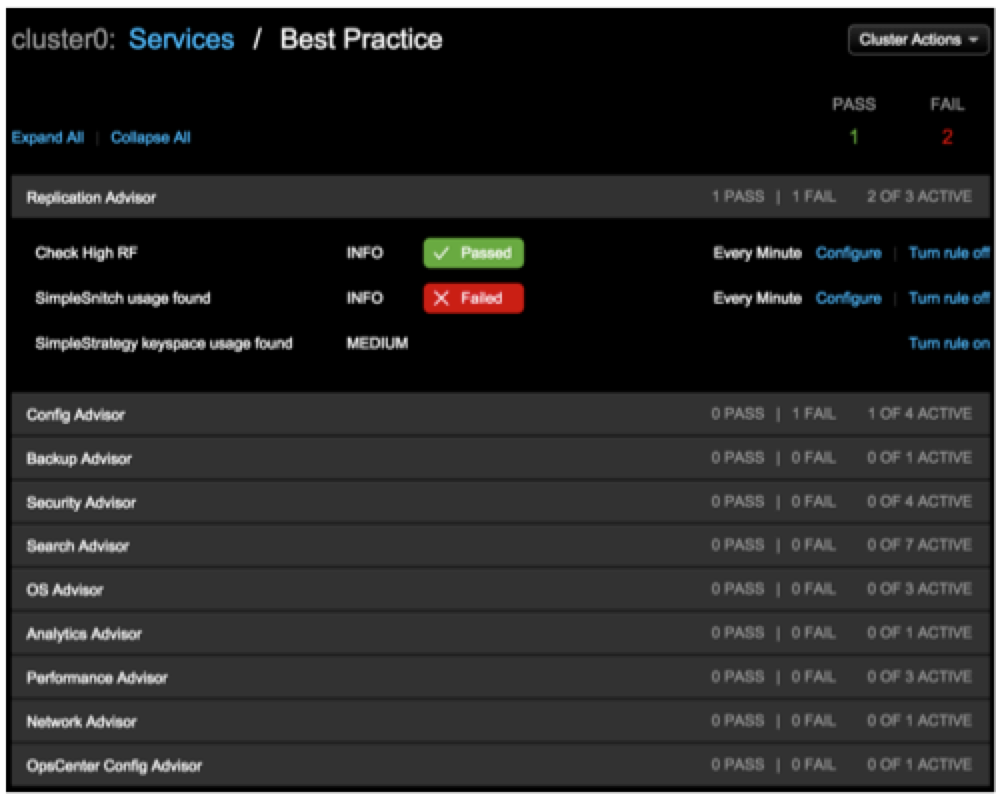 cluster0: Services / Best Practice Cluster Actions
PASS FAIL
Expand All | Collapse All 1 2
Replication Advisor 1 PASS | 1 FAIL 2 OF 3 ACTIVE
Check High RF INFO Passed Every Minute Configure | Turn rule off
SimpleSnitch usage found INFO Failed Every Minute Configure | Turn rule off
SimpleStrategy keyspace usage found MEDIUM Turn rule on
Config Advisor 0 PASS | 1 FAIL 1 OF 4 ACTIVE
Backup Advisor 0 PASS | 0 FAIL 0 OF 1 ACTIVE
Security Advisor 0 PASS | 0 FAIL 0 OF 4 ACTIVE
Search Advisor 0 PASS | 0 FAIL 0 OF 7 ACTIVE
OS Advisor 0 PASS | 0 FAIL 0 OF 3 ACTIVE
Analytics Advisor 0 PASS | 0 FAIL 0 OF 1 ACTIVE
Performance Advisor 0 PASS | 0 FAIL 0 OF 3 ACTIVE
Network Advisor 0 PASS | 0 FAIL 0 OF 1 ACTIVE
OpsCenter Config Advisor 0 PASS | 0 FAIL 0 OF 1 ACTIVE